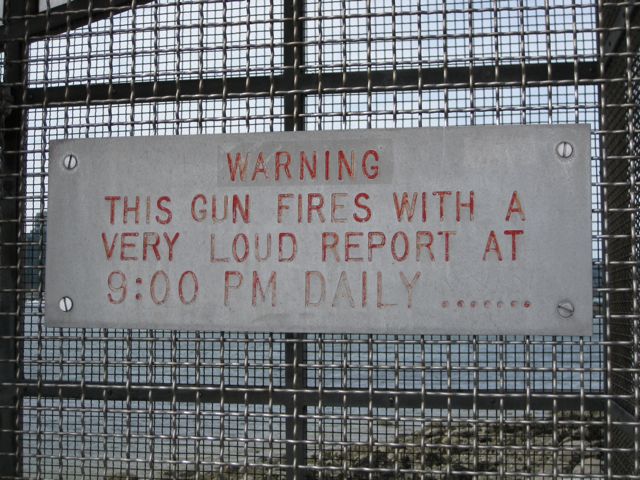 WARNING
THIS GUN FIRES WITH A
VERY LOUD REPORT AT
9:00 PM DAILY .......